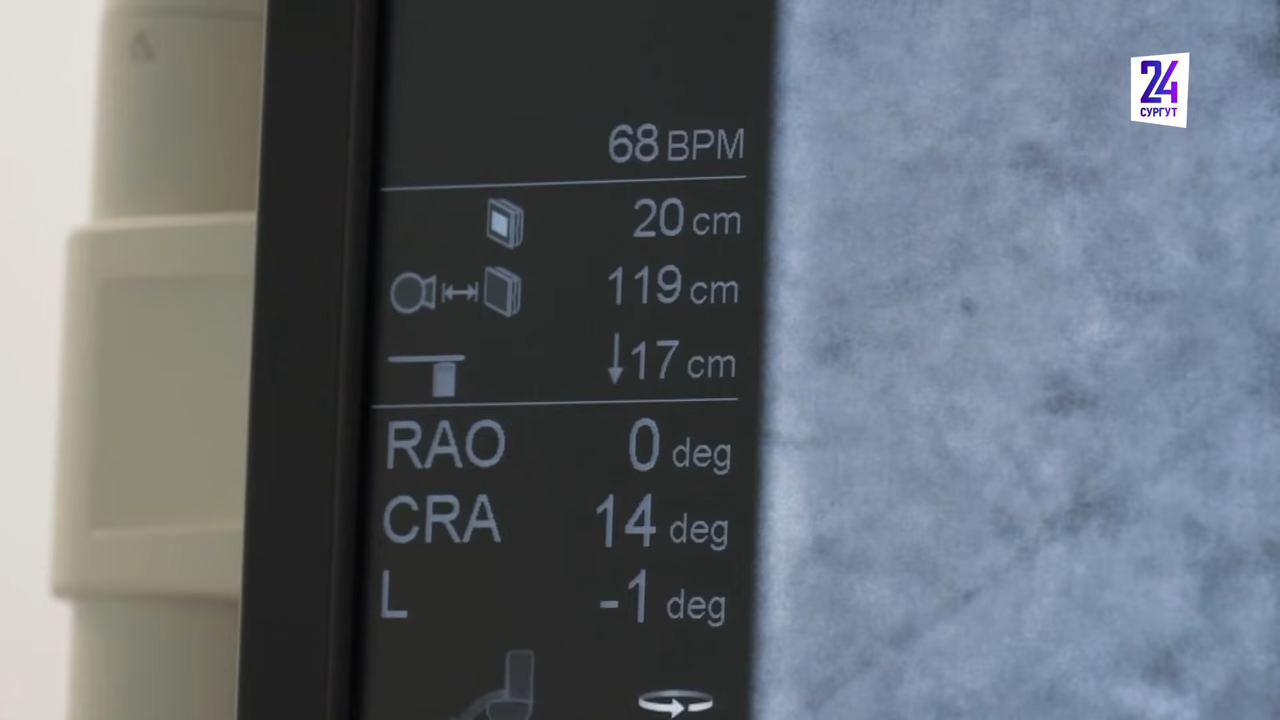 24
СУРГУТ
68 BPM
20 cm
119 cm
↓17 cm
RAO 0 deg
CRA 14 deg
L -1 deg